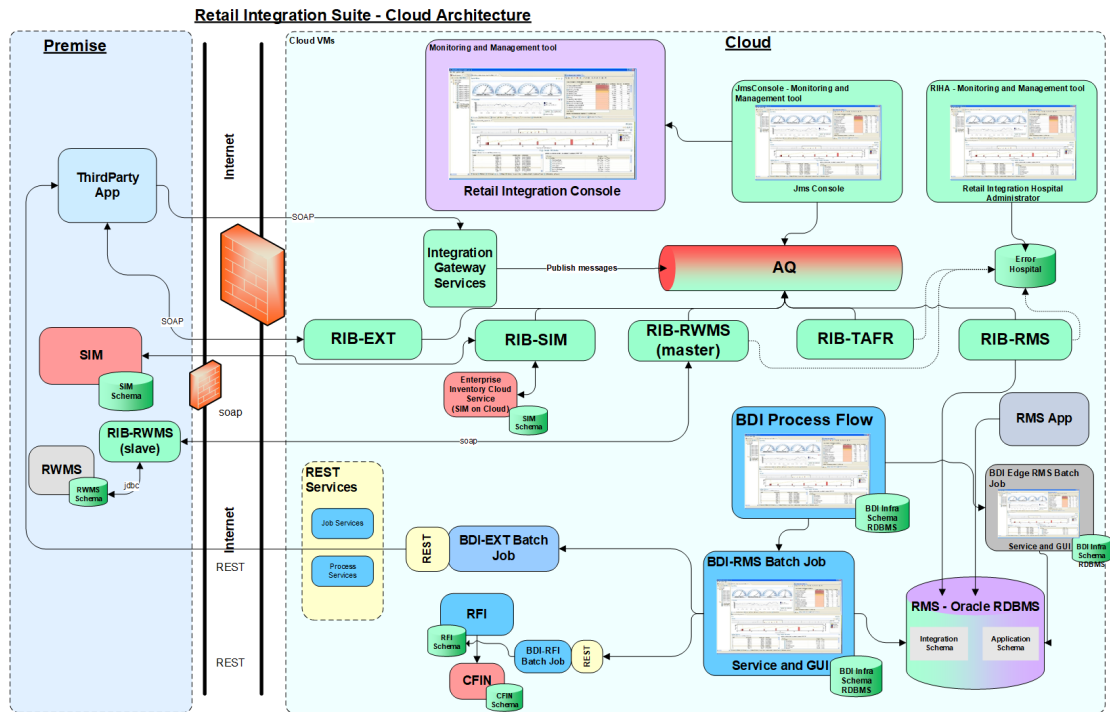 Retail Integration Suite - Cloud Architecture
Premise
Internet
Cloud VMs
Cloud
Monitoring and Management tool
Retail Integration Console
JmsConsole - Monitoring and
Management tool
Jms Console
RIHA - Monitoring and Management tool
Retail Integration Hospital
Administrator
ThirdParty
App
SOAP
Integration
Gateway
Services
Publish messages
AQ
Error
Hospital
SOAP
RIB-EXT
RIB-SIM
RIB-RWMS
(master)
RIB-TAFR
RIB-RMS
SIM
SIM
Schema
soap
Enterprise
Inventory Cloud
Service
(SIM on Cloud)
SIM
Schema
RIB-RWMS
(slave)
soap
RWMS
RWMS
Schema
jdbc
BDI Process Flow
BDI Infra
Schema
RDBMS
RMS App
BDI Edge RMS Batch
Job
Service and GUI
BDI Infra
Schema
RDBMS
REST
Services
Job Services
Process
Services
Internet
REST
REST
REST
BDI-EXT Batch
Job
BDI-RMS Batch Job
Service and GUI
BDI Infra
Schema
RDBMS
RFI
RFI
Schema
BDI-RFI
Batch Job
REST
CFIN
CFIN
Schema
RMS - Oracle RDBMS
Integration
Schema
Application
Schema